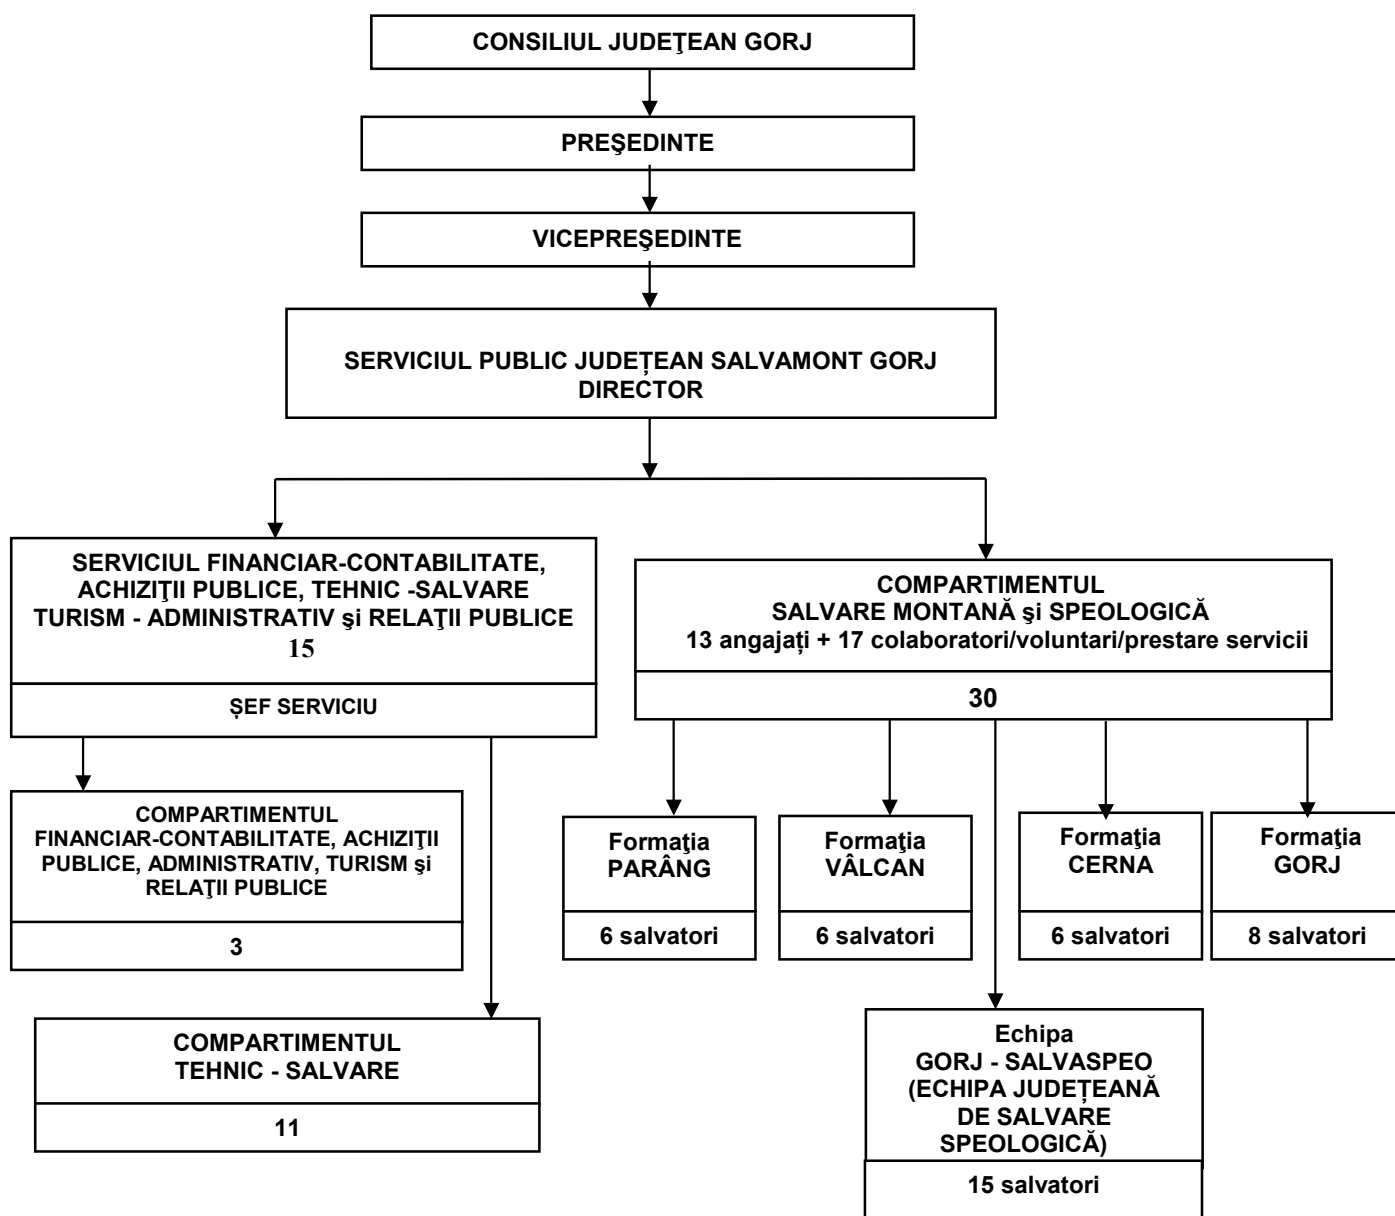 CONSILIUL JUDEŢEAN GORJ
PREŞEDINTE
VICEPREŞEDINTE
SERVICIUL PUBLIC JUDEȚEAN SALVAMONT GORJ
DIRECTOR
SERVICIUL FINANCIAR-CONTABILITATE,
ACHIZIŢII PUBLICE, TEHNIC -SALVARE
TURISM - ADMINISTRATIV şi RELAŢII PUBLICE
15
ȘEF SERVICIU
COMPARTIMENTUL
SALVARE MONTANĂ şi SPEOLOGICĂ
13 angajați + 17 colaboratori/voluntari/prestare servicii
30
COMPARTIMENTUL
FINANCIAR-CONTABILITATE, ACHIZIŢII
PUBLICE, ADMINISTRATIV, TURISM şi
RELAŢII PUBLICE
3
COMPARTIMENTUL
TEHNIC - SALVARE
11
Formaţia
PARÂNG
6 salvatori
Formaţia
VÂLCAN
6 salvatori
Formaţia
CERNA
6 salvatori
Formaţia
GORJ
8 salvatori
Echipa
GORJ - SALVASPEO
(ECHIPA JUDEȚEANĂ
DE SALVARE
SPEOLOGICĂ)
15 salvatori